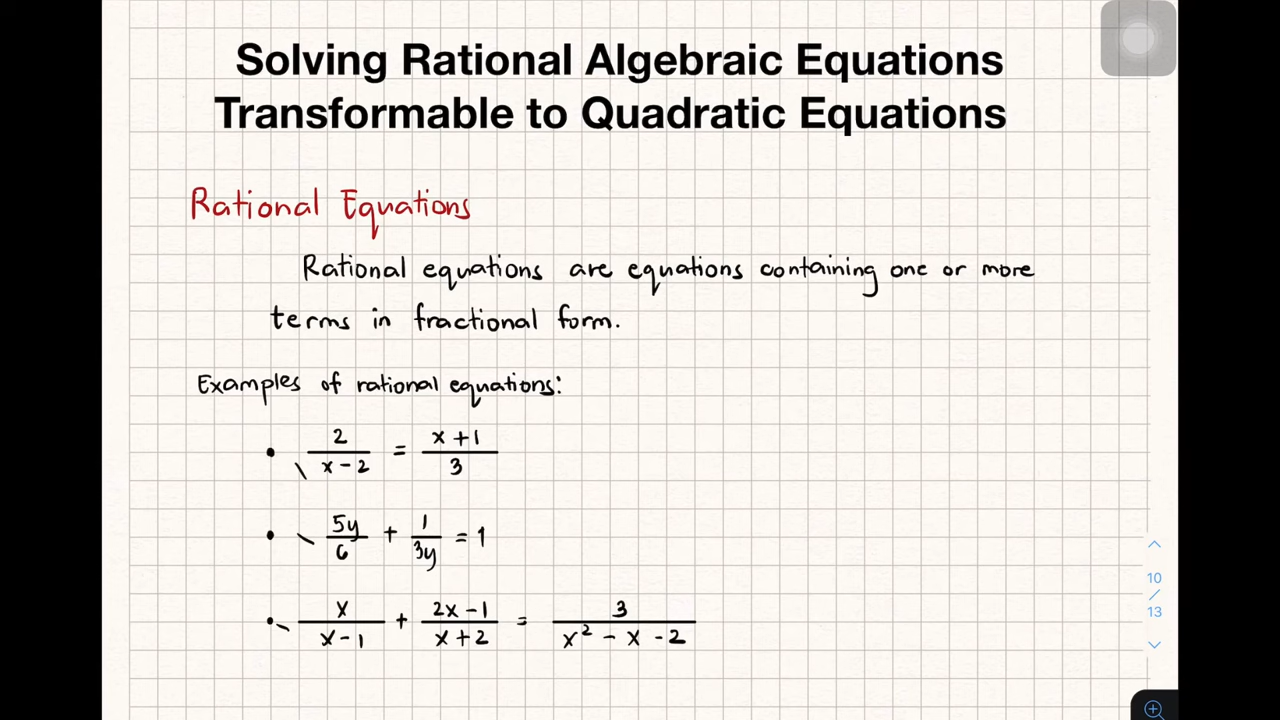 Solving Rational Algebraic Equations
Transformable to Quadratic Equations
Rational Equations
Rational equations are equations containing one or more
terms in fractional form.
Examples of rational equations:
• 2/(x-2) = (x+1)/3
• 5y/6 + 1/3y = 1
• x/(x-1) + (2x-1)/(x+2) = 3/(x² - x - 2)
10
/
13